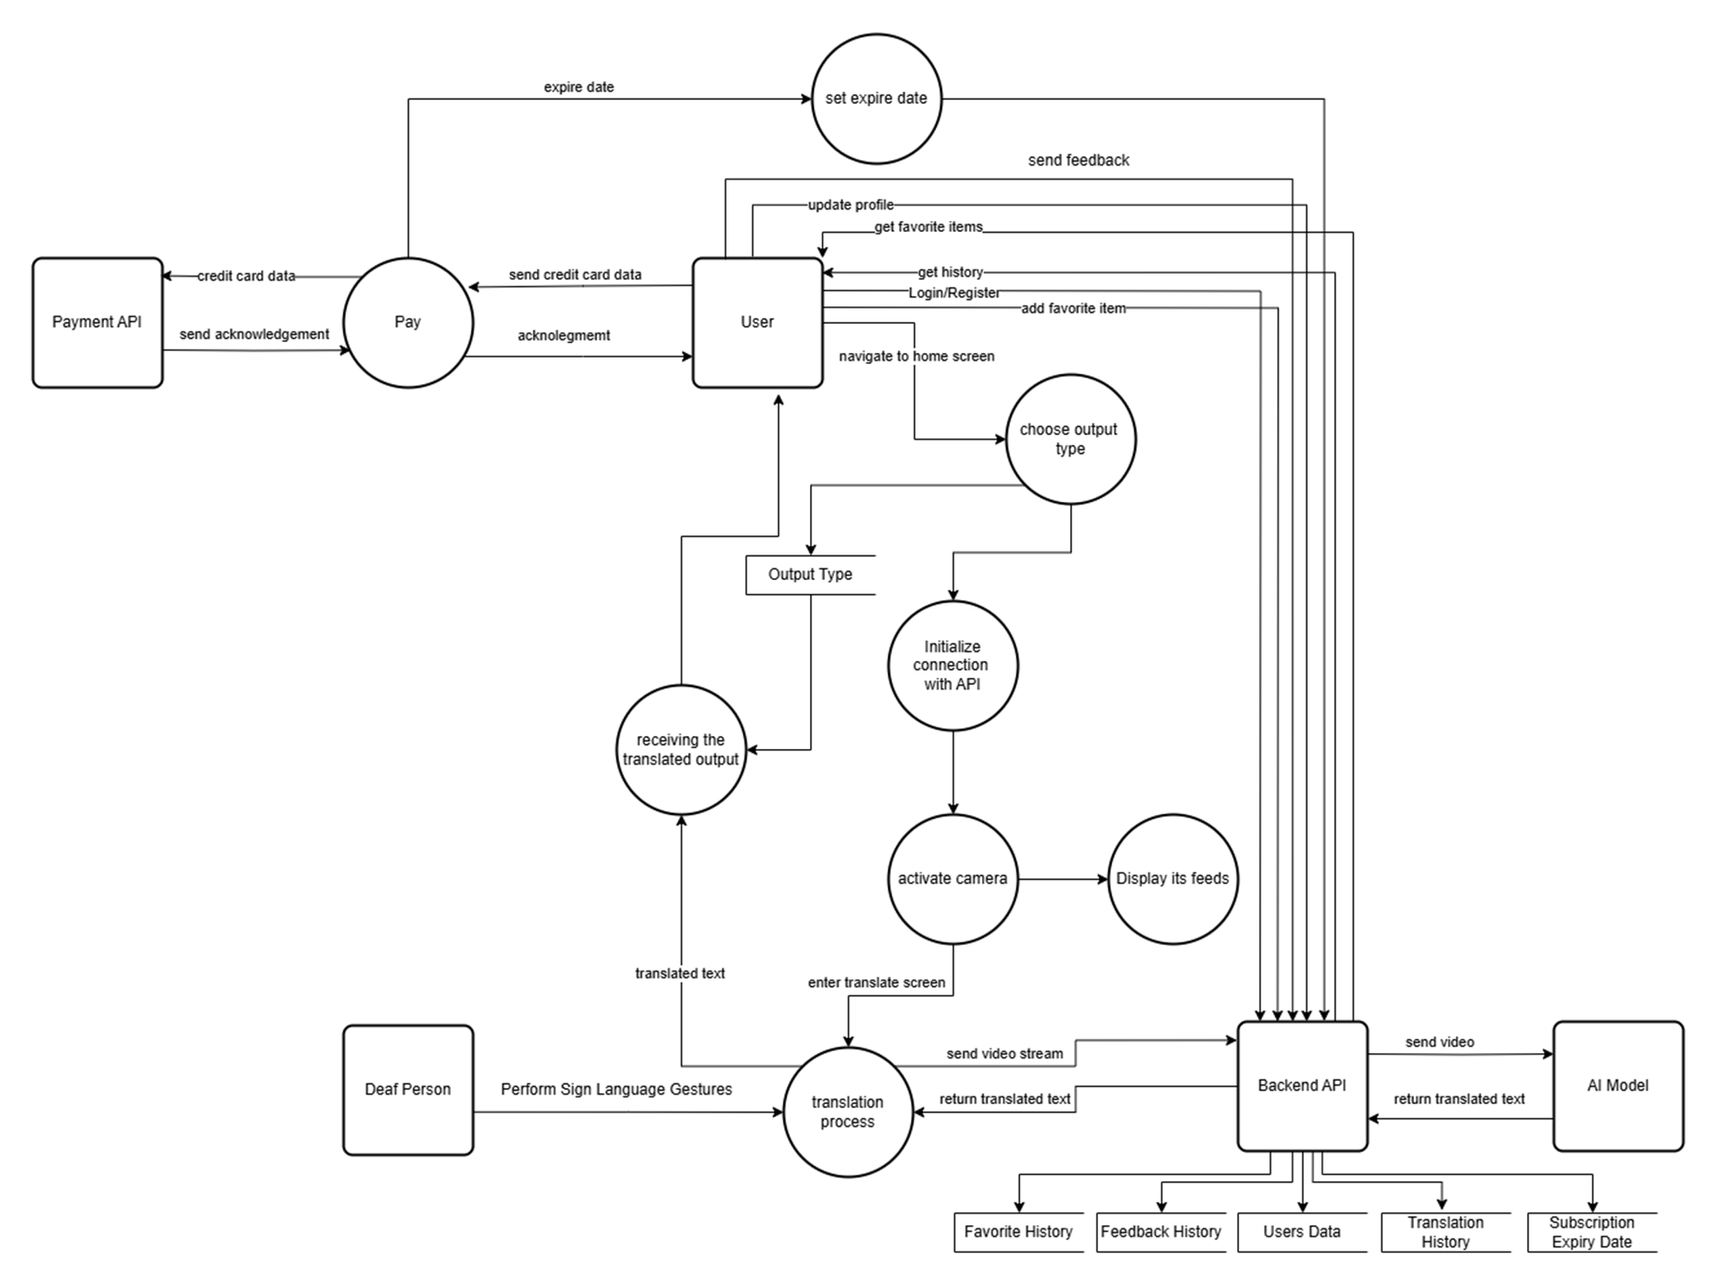 expire date
set expire date
send feedback
update profile
get favorite items
credit card data
send credit card data
get history
Login/Register
add favorite item
Payment API
Pay
User
send acknowledgement
acknolegmemt
navigate to home screen
choose output
type
Output Type
Initialize
connection
with API
receiving the
translated output
activate camera
Display its feeds
translated text
enter translate screen
send video stream
send video
Deaf Person
Perform Sign Language Gestures
translation
process
return translated text
Backend API
AI Model
return translated text
Favorite History
Feedback History
Users Data
Translation
History
Subscription
Expiry Date